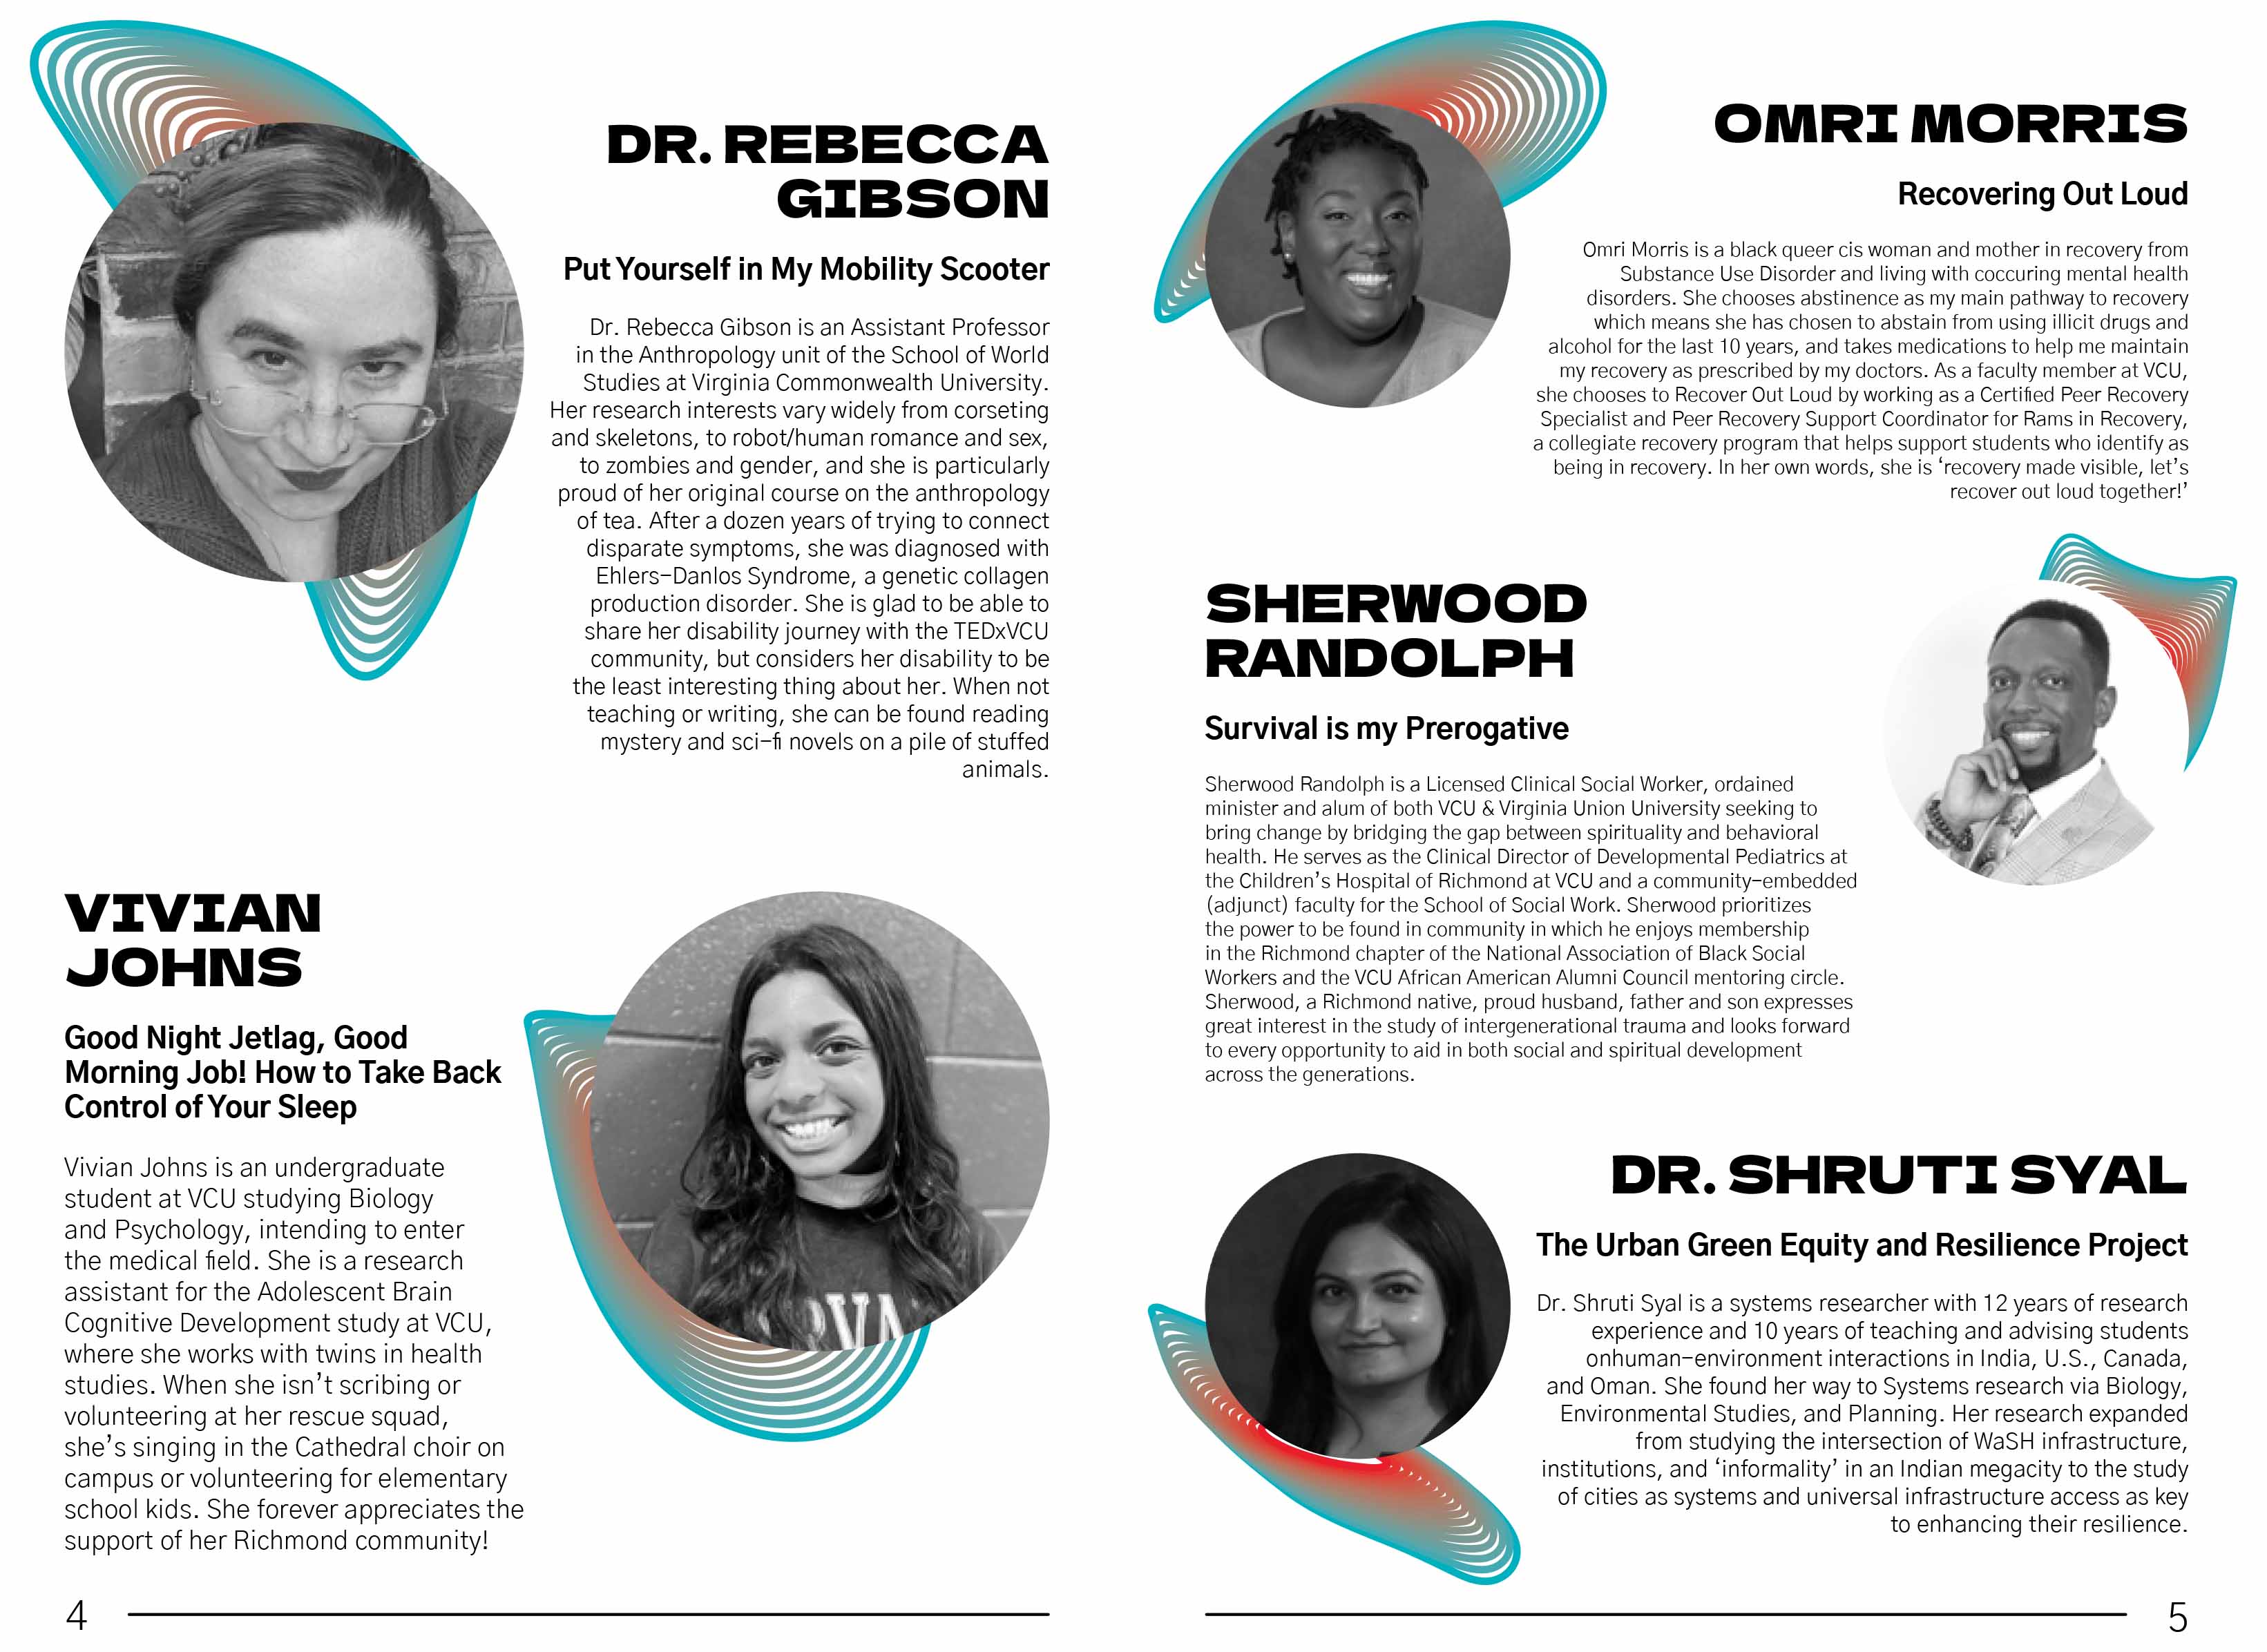 DR. REBECCA
GIBSON
Put Yourself in My Mobility Scooter
Dr. Rebecca Gibson is an Assistant Professor
in the Anthropology unit of the School of World
Studies at Virginia Commonwealth University.
Her research interests vary widely from corseting
and skeletons, to robot/human romance and sex,
to zombies and gender, and she is particularly
proud of her original course on the anthropology
of tea. After a dozen years of trying to connect
disparate symptoms, she was diagnosed with
Ehlers-Danlos Syndrome, a genetic collagen
production disorder. She is glad to be able to
share her disability journey with the TEDxVCU
community, but considers her disability to be
the least interesting thing about her. When not
teaching or writing, she can be found reading
mystery and sci-fi novels on a pile of stuffed
animals.
VIVIAN
JOHNS
Good Night Jetlag, Good
Morning Job! How to Take Back
Control of Your Sleep
Vivian Johns is an undergraduate
student at VCU studying Biology
and Psychology, intending to enter
the medical field. She is a research
assistant for the Adolescent Brain
Cognitive Development study at VCU,
where she works with twins in health
studies. When she isn't scribing or
volunteering at her rescue squad,
she's singing in the Cathedral choir on
campus or volunteering for elementary
school kids. She forever appreciates the
support of her Richmond community!
RVA
4
OMRI MORRIS
Recovering Out Loud
Omri Morris is a black queer cis woman and mother in recovery from
Substance Use Disorder and living with coccuring mental health
disorders. She chooses abstinence as my main pathway to recovery
which means she has chosen to abstain from using illicit drugs and
alcohol for the last 10 years, and takes medications to help me maintain
my recovery as prescribed by my doctors. As a faculty member at VCU,
she chooses to Recover Out Loud by working as a Certified Peer Recovery
Specialist and Peer Recovery Support Coordinator for Rams in Recovery,
a collegiate recovery program that helps support students who identify as
being in recovery. In her own words, she is ‘recovery made visible, let's
recover out loud together!’
SHERWOOD
RANDOLPH
Survival is my Prerogative
Sherwood Randolph is a Licensed Clinical Social Worker, ordained
minister and alum of both VCU & Virginia Union University seeking to
bring change by bridging the gap between spirituality and behavioral
health. He serves as the Clinical Director of Developmental Pediatrics at
the Children's Hospital of Richmond at VCU and a community-embedded
(adjunct) faculty for the School of Social Work. Sherwood prioritizes
the power to be found in community in which he enjoys membership
in the Richmond chapter of the National Association of Black Social
Workers and the VCU African American Alumni Council mentoring circle.
Sherwood, a Richmond native, proud husband, father and son expresses
great interest in the study of intergenerational trauma and looks forward
to every opportunity to aid in both social and spiritual development
across the generations.
DR. SHRUTI SYAL
The Urban Green Equity and Resilience Project
Dr. Shruti Syal is a systems researcher with 12 years of research
experience and 10 years of teaching and advising students
onhuman-environment interactions in India, U.S., Canada,
and Oman. She found her way to Systems research via Biology,
Environmental Studies, and Planning. Her research expanded
from studying the intersection of WaSH infrastructure,
institutions, and ‘informality’ in an Indian megacity to the study
of cities as systems and universal infrastructure access as key
to enhancing their resilience.
5